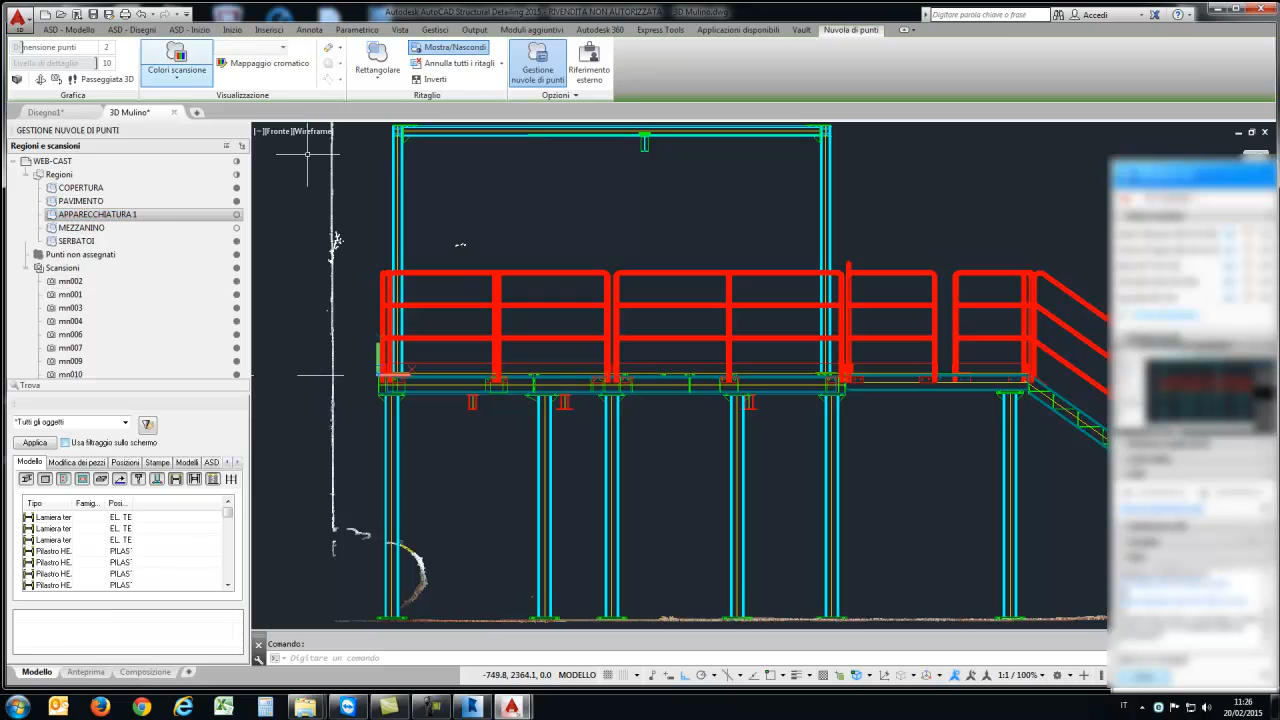 Autodesk AutoCAD Structural Detailing 2015 - RIVENDITA NON AUTORIZZATA 3D Mulino.dwg
Digitare parola chiave o frase
Accedi
ASD - Modello
ASD - Disegni
ASD - Inizio
Inizio
Inserisci
Annota
Parametrico
Vista
Gestisci
Output
Moduli aggiuntivi
Autodesk 360
Express Tools
Applicazioni disponibili
Vault
Nuvola di punti
Dimensione punti 2
Livello di dettaglio 10
Passeggiata 3D
Colori scansione
Mappaggio cromatico
Rettangolare
Mostra/Nascondi
Annulla tutti i ritagli
Inverti
Gestione nuvole di punti
Riferimento esterno
Grafica
Visualizzazione
Ritaglio
Opzioni
Disegno1*
3D Mulino*
GESTIONE NUVOLE DI PUNTI
Regioni e scansioni
WEB-CAST
Regioni
COPERTURA
PAVIMENTO
APPARECCHIATURA 1
MEZZANINO
SERBATOI
Punti non assegnati
Scansioni
mn002
mn001
mn003
mn004
mn006
mn007
mn009
mn010
Trova
*Tutti gli oggetti
Applica
Usa filtraggio sullo schermo
Modello
Modifica dei pezzi
Posizioni
Stampe
Modelli
ASD
Tipo Famig... Posi...
Lamiera ter EL. TE
Lamiera ter EL. TE
Lamiera ter EL. TE
Pilastro HE. PILAS'
Pilastro HE. PILAS'
Pilastro HE. PILAS'
Pilastro HE. PILAS'
[−][Fronte][Wireframe]
Comando:
Digitare un comando
Modello
Anteprima
Composizione
-749.8, 2364.1, 0.0
MODELLO
1:1 / 100%
IT
11:26
20/02/2015